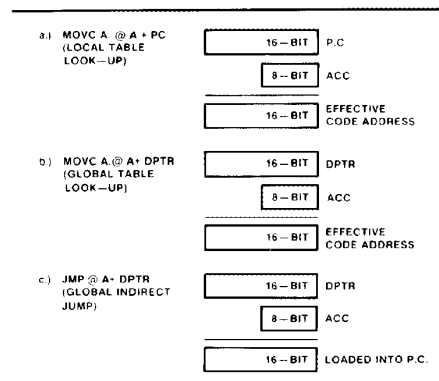 a.) MOVC A. @ A + PC
(LOCAL TABLE
LOOK—UP)
16 — BIT P.C
8 — BIT ACC
16 — BIT EFFECTIVE
CODE ADDRESS
b.) MOVC A.@ A+ DPTR
(GLOBAL TABLE
LOOK—UP)
16 — BIT DPTR
8 — BIT ACC
16 — BIT EFFECTIVE
CODE ADDRESS
c.) JMP @ A+ DPTR
(GLOBAL INDIRECT
JUMP)
16 — BIT DPTR
8 — BIT ACC
16 — BIT LOADED INTO P.C.